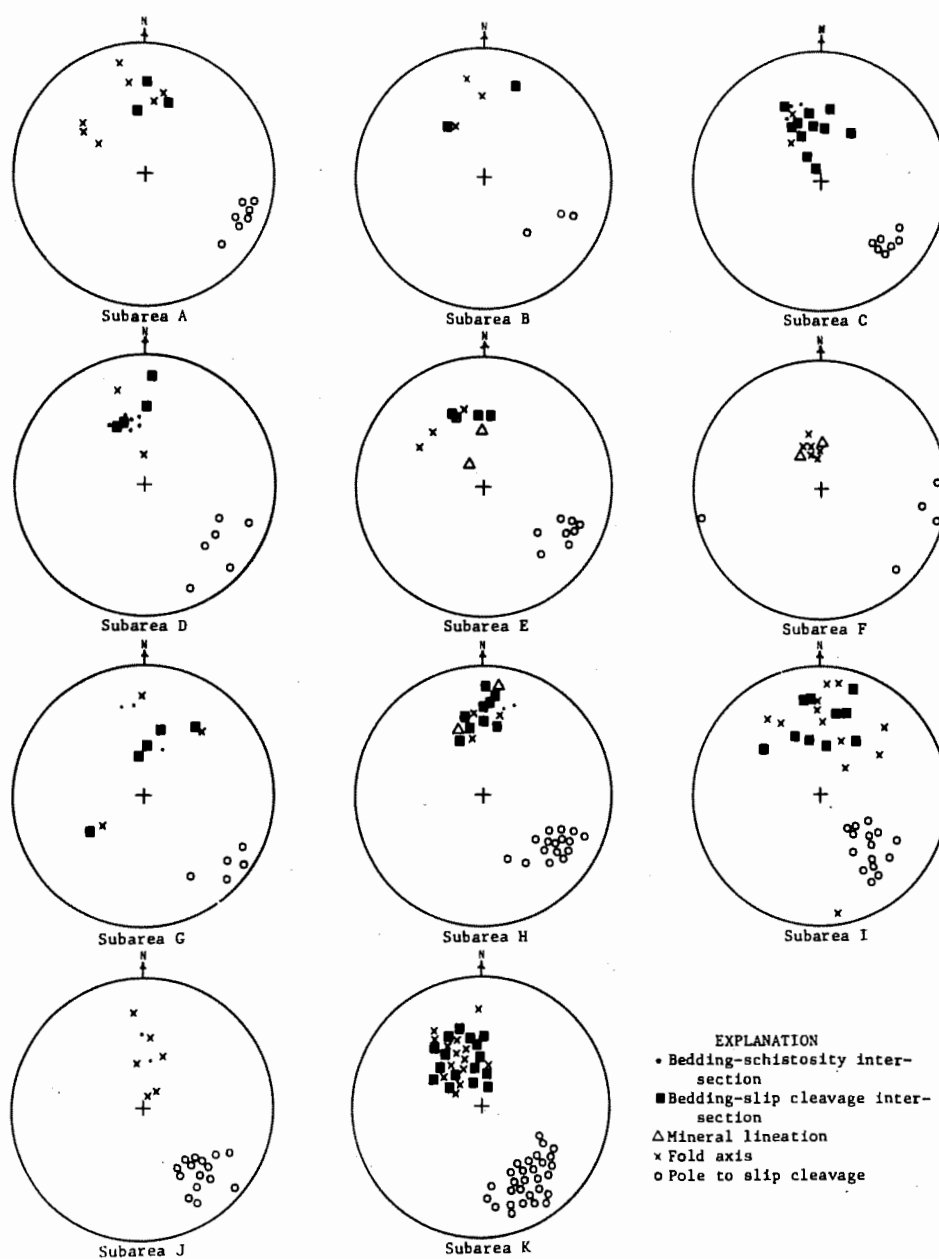 N
N
N
Subarea A
Subarea B
Subarea C
N
N
N
Subarea D
Subarea E
Subarea F
N
N
N
Subarea G
Subarea H
Subarea I
N
N
EXPLANATION
Bedding-schistosity inter-
section
Bedding-slip cleavage inter-
section
Mineral lineation
Fold axis
Pole to slip cleavage
Subarea J
Subarea K